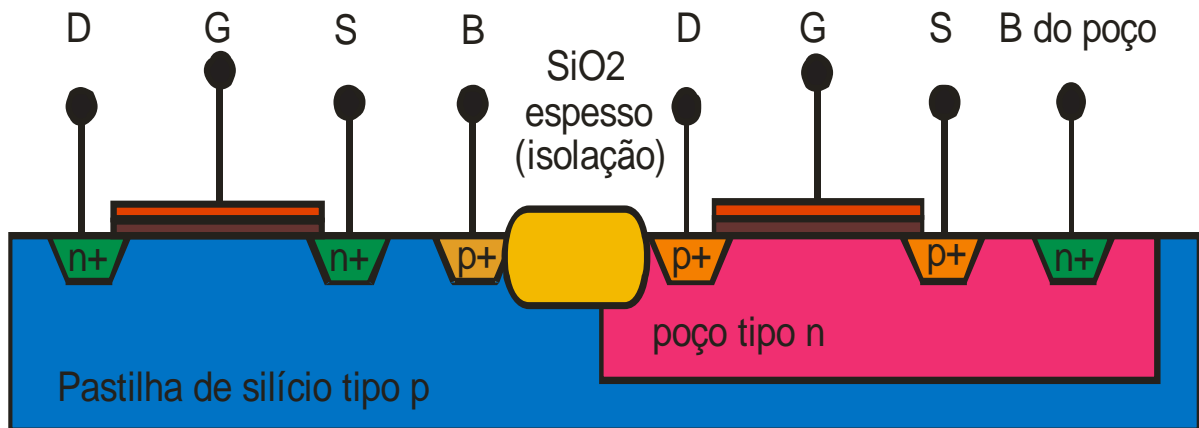 D G S B D G S B do poço
SiO2
espesso
(isolação)
n+ n+ p+ p+ p+ n+
poço tipo n
Pastilha de silício tipo p